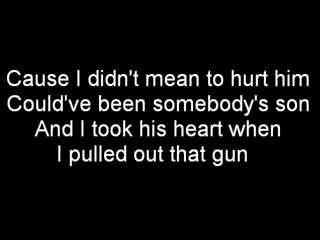 Cause I didn't mean to hurt him
Could've been somebody's son
And I took his heart when
I pulled out that gun